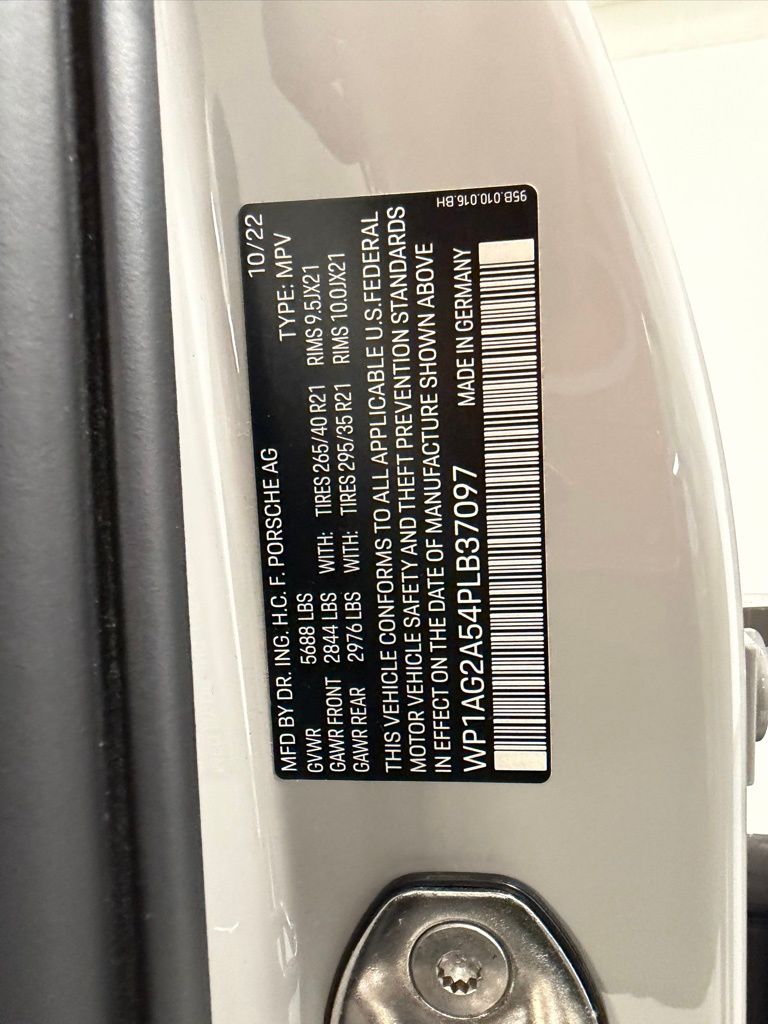 MFD BY DR. ING. H.C. F. PORSCHE AG 10/22
GVWR 5688 LBS TYPE: MPV
GAWR FRONT 2844 LBS WITH: TIRES 265/40 R21 RIMS 9.5JX21
GAWR REAR 2976 LBS WITH: TIRES 295/35 R21 RIMS 10.0JX21
THIS VEHICLE CONFORMS TO ALL APPLICABLE U.S.FEDERAL
MOTOR VEHICLE SAFETY AND THEFT PREVENTION STANDARDS
IN EFFECT ON THE DATE OF MANUFACTURE SHOWN ABOVE
WP1AG2A54PLB37097 MADE IN GERMANY
95B.010.016.BH